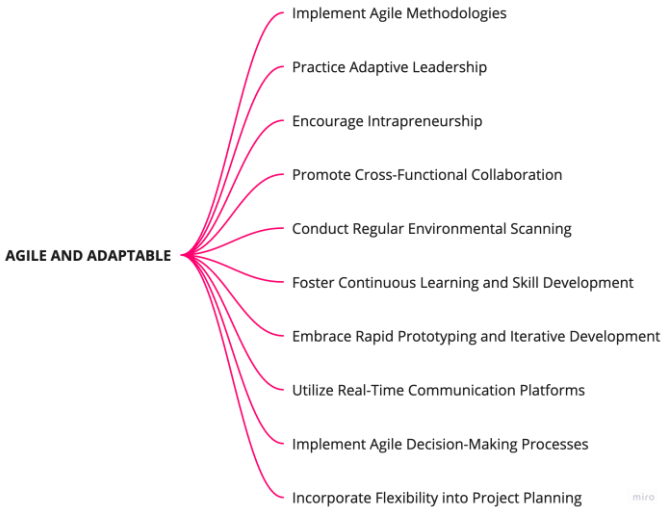 Implement Agile Methodologies
Practice Adaptive Leadership
Encourage Intrapreneurship
Promote Cross-Functional Collaboration
Conduct Regular Environmental Scanning
AGILE AND ADAPTABLE
Foster Continuous Learning and Skill Development
Embrace Rapid Prototyping and Iterative Development
Utilize Real-Time Communication Platforms
Implement Agile Decision-Making Processes
Incorporate Flexibility into Project Planning
miro